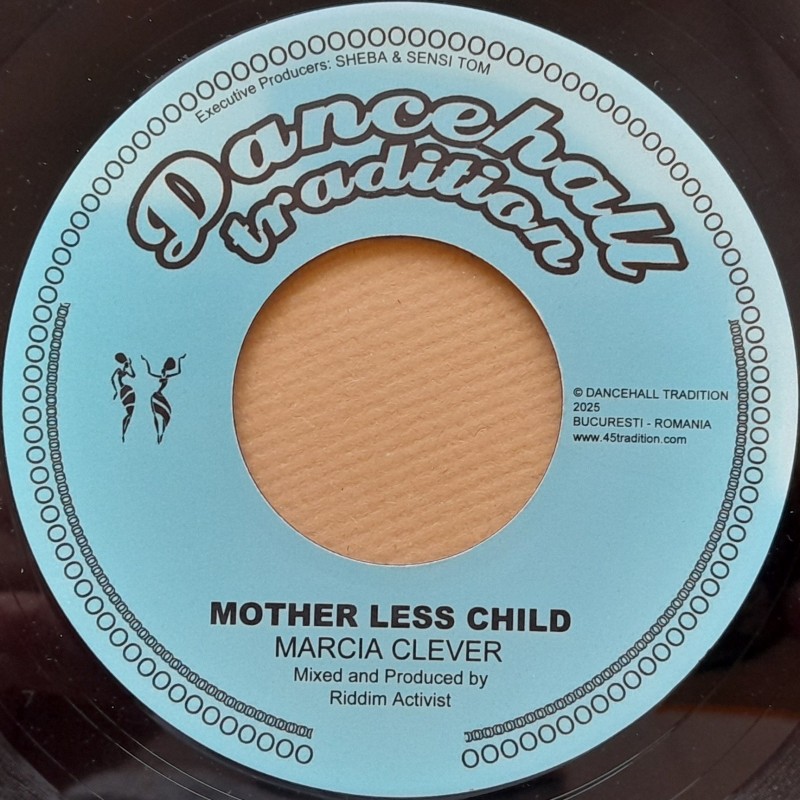 Executive Producers: SHEBA & SENSI TOM
Dancehall
tradition
© DANCEHALL TRADITION
2025
BUCURESTI - ROMANIA
www.45tradition.com
MOTHER LESS CHILD
MARCIA CLEVER
Mixed and Produced by
Riddim Activist